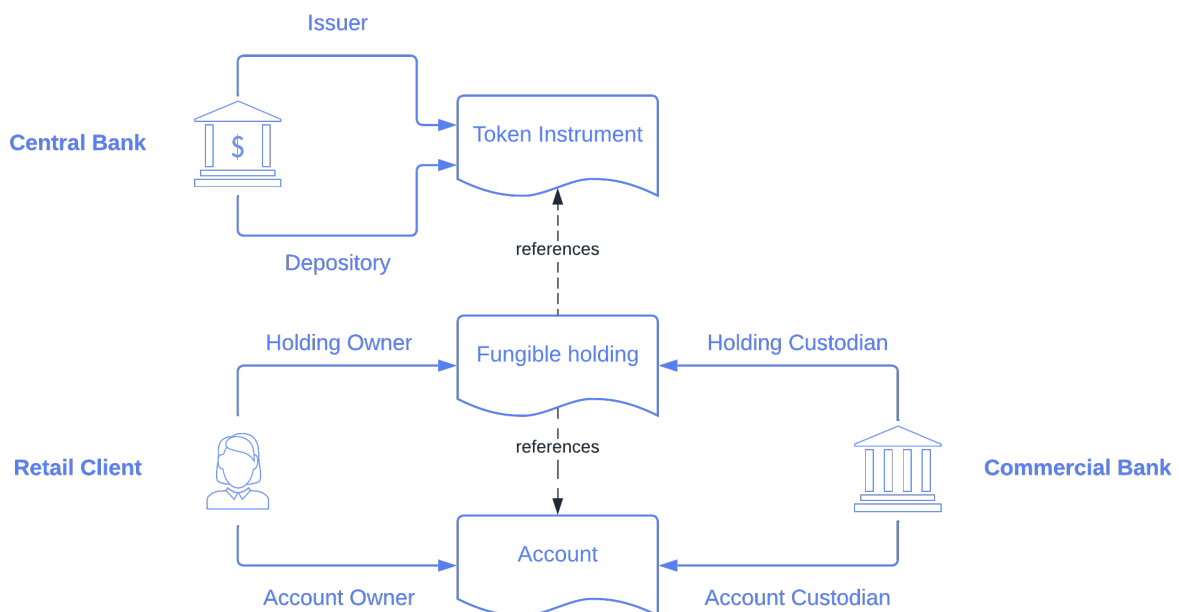 Issuer
Central Bank
$
Token Instrument
Depository
references
Holding Owner
Fungible holding
Holding Custodian
references
Retail Client
Commercial Bank
Account
Account Owner
Account Custodian